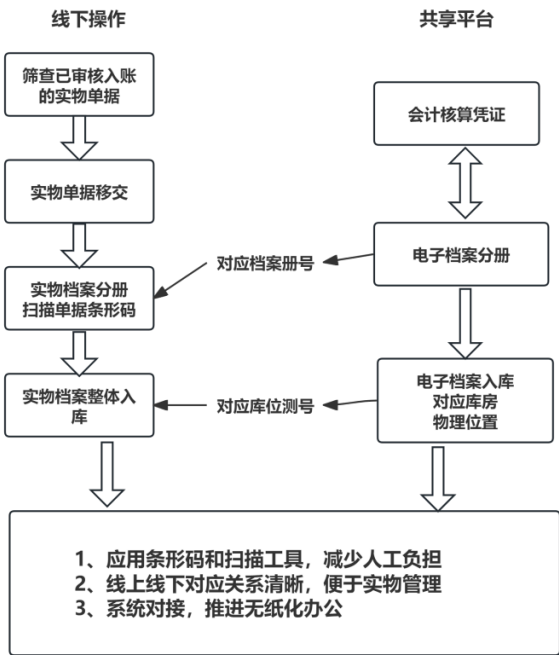 线下操作
共享平台
筛查已审核入账
的实物单据
会计核算凭证
实物单据移交
对应档案册号
电子档案分册
实物档案分册
扫描单据条形码
实物档案整体入
库
对应库位测号
电子档案入库
对应库房
物理位置
1、应用条形码和扫描工具，减少人工负担
2、线上线下对应关系清晰，便于实物管理
3、系统对接，推进无纸化办公